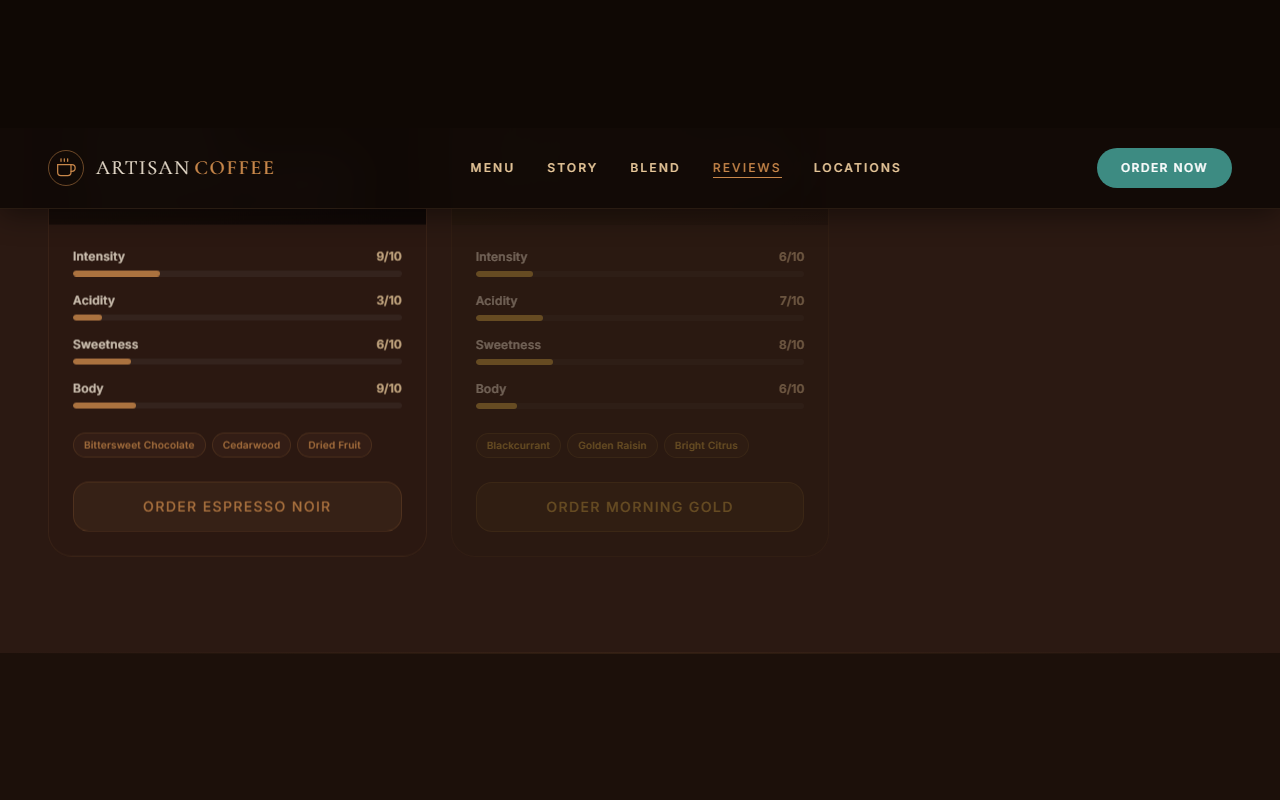 ARTISAN COFFEE
MENU STORY BLEND REVIEWS LOCATIONS
ORDER NOW
Intensity 9/10
Acidity 3/10
Sweetness 6/10
Body 9/10
Bittersweet Chocolate Cedarwood Dried Fruit
ORDER ESPRESSO NOIR
Intensity 6/10
Acidity 7/10
Sweetness 8/10
Body 6/10
Blackcurrant Golden Raisin Bright Citrus
ORDER MORNING GOLD